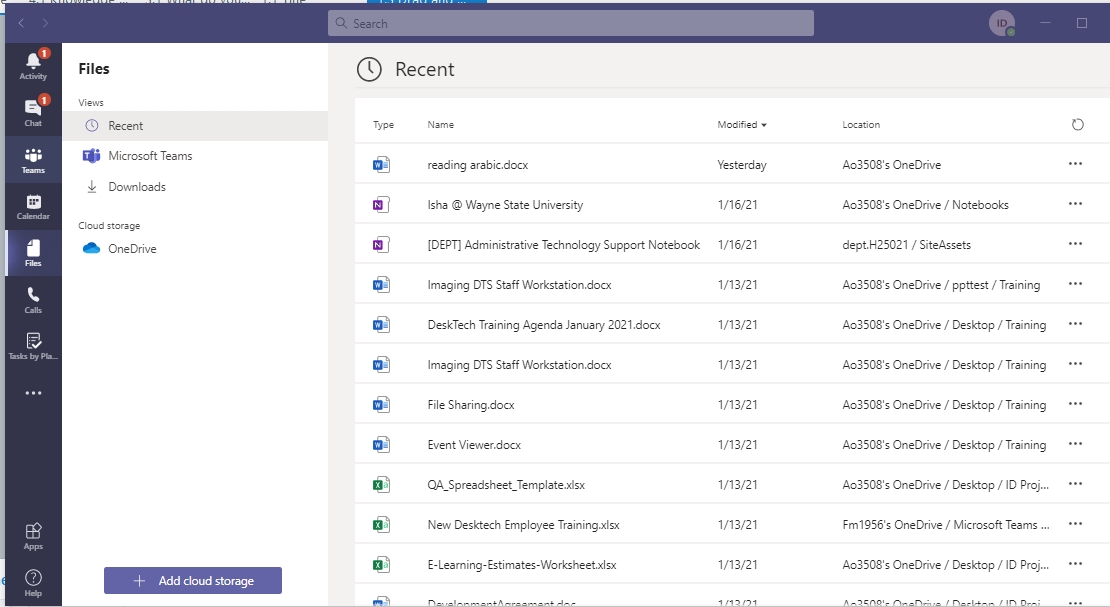 Search
ID
1
Activity
1
Chat
Teams
Calendar
Files
Calls
Tasks by Pla...
Apps
Help
Files
Views
Recent
Microsoft Teams
Downloads
Cloud storage
OneDrive
Add cloud storage
Recent
Type Name Modified Location
reading arabic.docx Yesterday Ao3508's OneDrive
Isha @ Wayne State University 1/16/21 Ao3508's OneDrive / Notebooks
[DEPT] Administrative Technology Support Notebook 1/16/21 dept.H25021 / SiteAssets
Imaging DTS Staff Workstation.docx 1/13/21 Ao3508's OneDrive / ppttest / Training
DeskTech Training Agenda January 2021.docx 1/13/21 Ao3508's OneDrive / Desktop / Training
Imaging DTS Staff Workstation.docx 1/13/21 Ao3508's OneDrive / Desktop / Training
File Sharing.docx 1/13/21 Ao3508's OneDrive / Desktop / Training
Event Viewer.docx 1/13/21 Ao3508's OneDrive / Desktop / Training
QA_Spreadsheet_Template.xlsx 1/13/21 Ao3508's OneDrive / Desktop / ID Proj...
New Desktech Employee Training.xlsx 1/13/21 Fm1956's OneDrive / Microsoft Teams ...
E-Learning-Estimates-Worksheet.xlsx 1/13/21 Ao3508's OneDrive / Desktop / ID Proj...
DevelopmentAgreement.doc 1/13/21 Ao3508's OneDrive / Desktop / ID Proj...